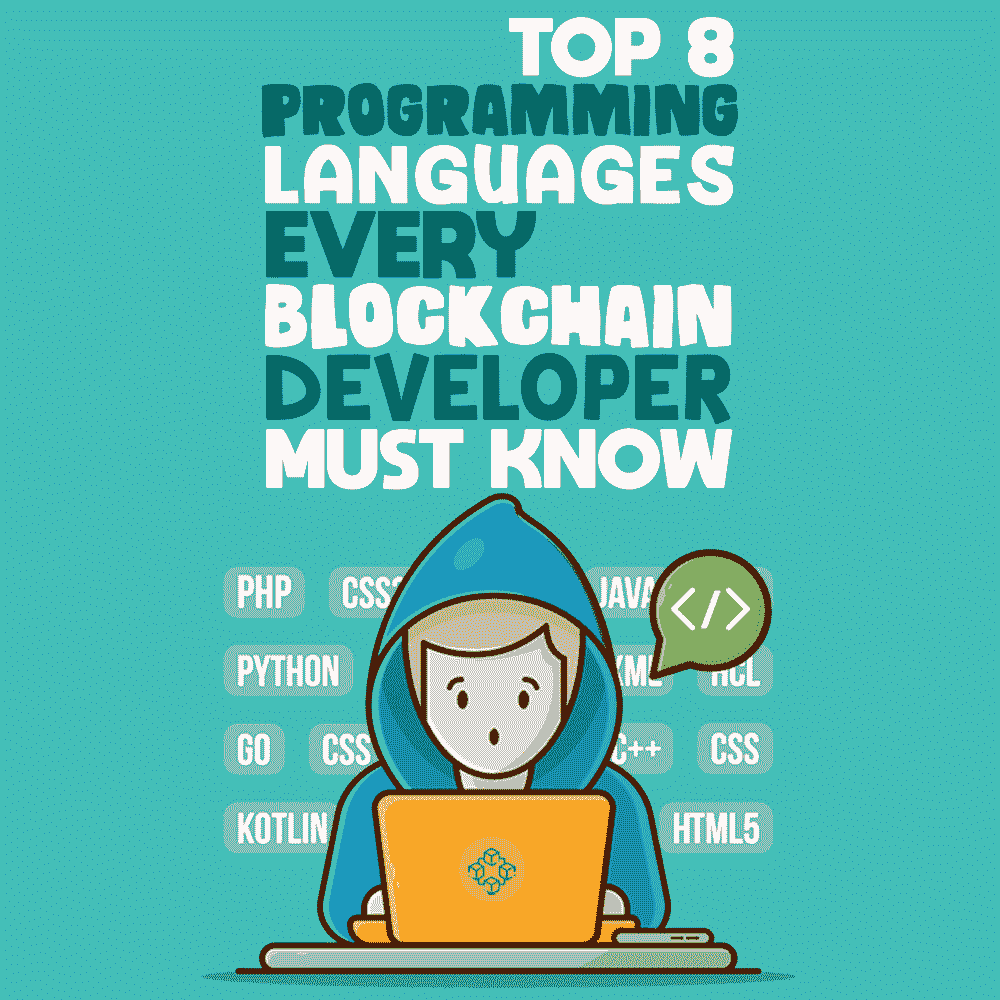 TOP 8
PROGRAMMING
LANGUAGES
EVERY
BLOCKCHAIN
DEVELOPER
MUST KNOW
PHP JAVA
</>
PYTHON HCL
GO CSS C++ CSS
KOTLIN HTML5